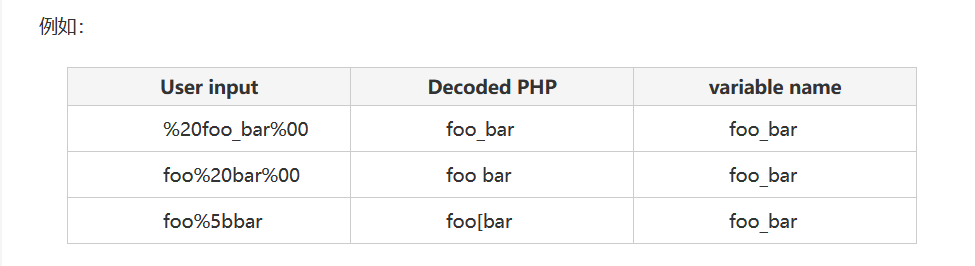 例如：
User input Decoded PHP variable name
%20foo_bar%00 foo_bar foo_bar
foo%20bar%00 foo bar foo_bar
foo%5bbar foo[bar foo_bar